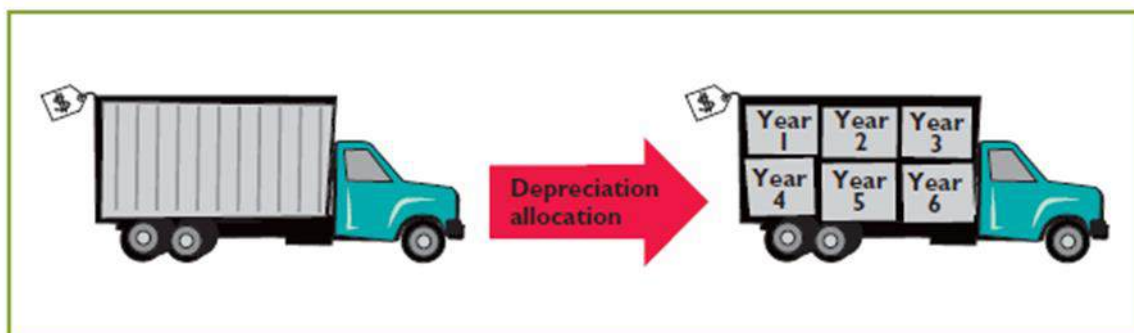 $
Depreciation
allocation
$
Year
1
Year
2
Year
3
Year
4
Year
5
Year
6